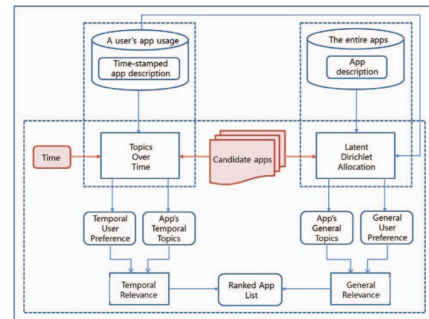 A user's app usage
Time-stamped
app description
The entire apps
App
description
Time
Topics
Over
Time
Candidate apps
Latent
Dirichlet
Allocation
Temporal
User
Preference
App's
Temporal
Topics
App's
General
Topics
General
User
Preference
Temporal
Relevance
Ranked App
List
General
Relevance